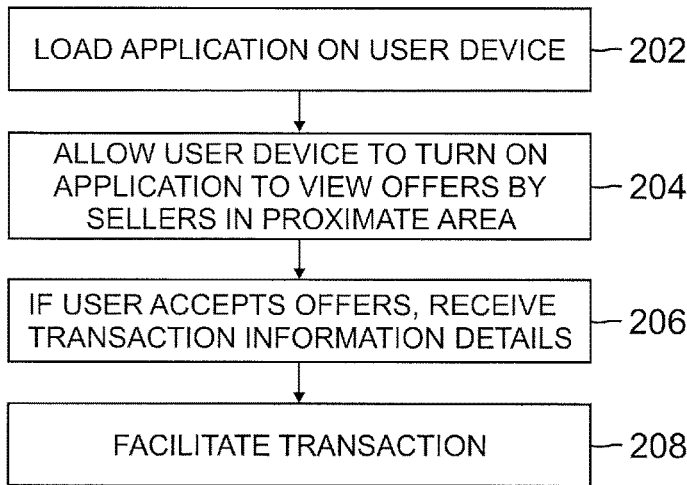 LOAD APPLICATION ON USER DEVICE
202
ALLOW USER DEVICE TO TURN ON
APPLICATION TO VIEW OFFERS BY
SELLERS IN PROXIMATE AREA
204
IF USER ACCEPTS OFFERS, RECEIVE
TRANSACTION INFORMATION DETAILS
206
FACILITATE TRANSACTION
208